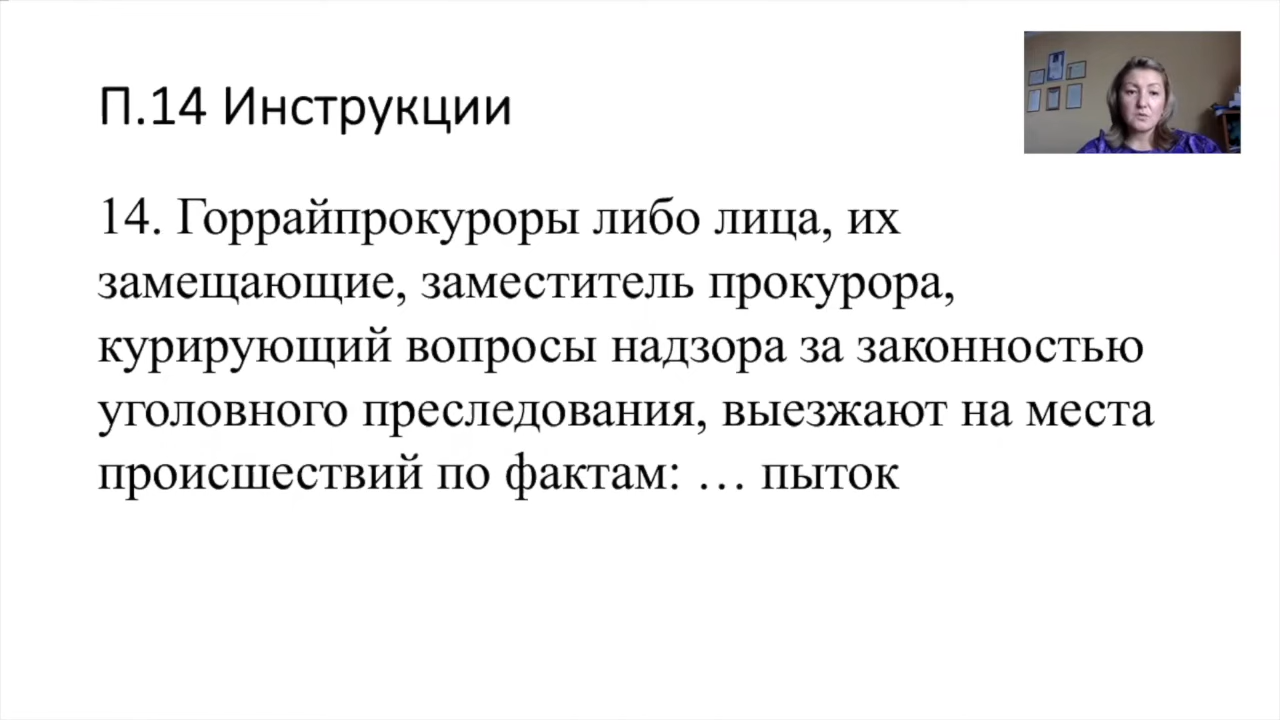 П.14 Инструкции
14. Горрайпрокуроры либо лица, их
замещающие, заместитель прокурора,
курирующий вопросы надзора за законностью
уголовного преследования, выезжают на места
происшествий по фактам: … пыток